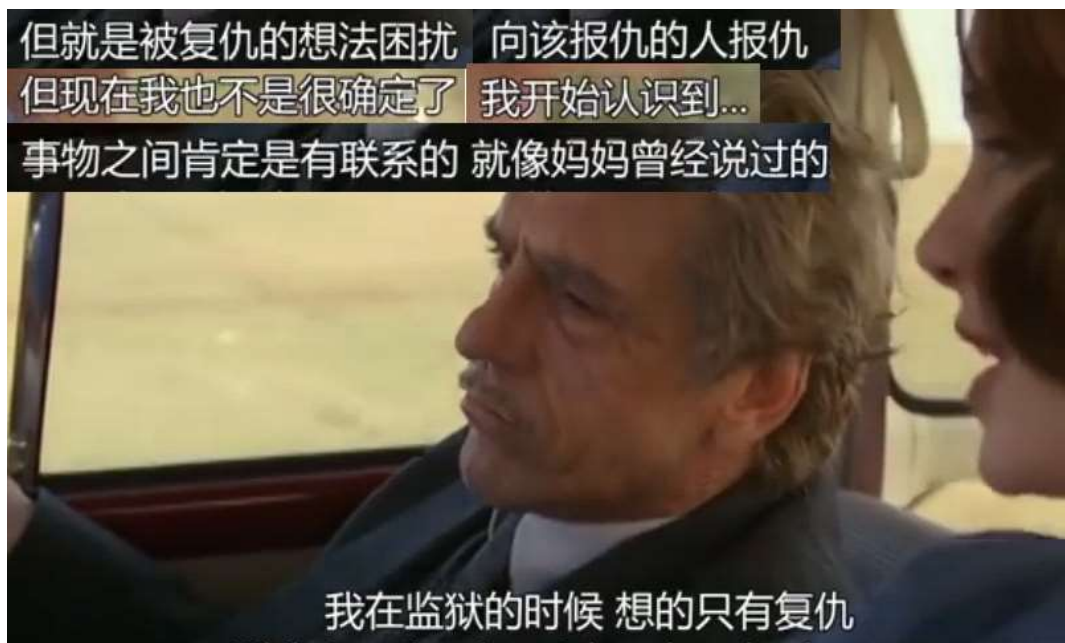 但就是被复仇的想法困扰 向该报仇的人报仇
但现在我也不是很确定了 我开始认识到...
事物之间肯定是有联系的 就像妈妈曾经说过的
我在监狱的时候 想的只有复仇